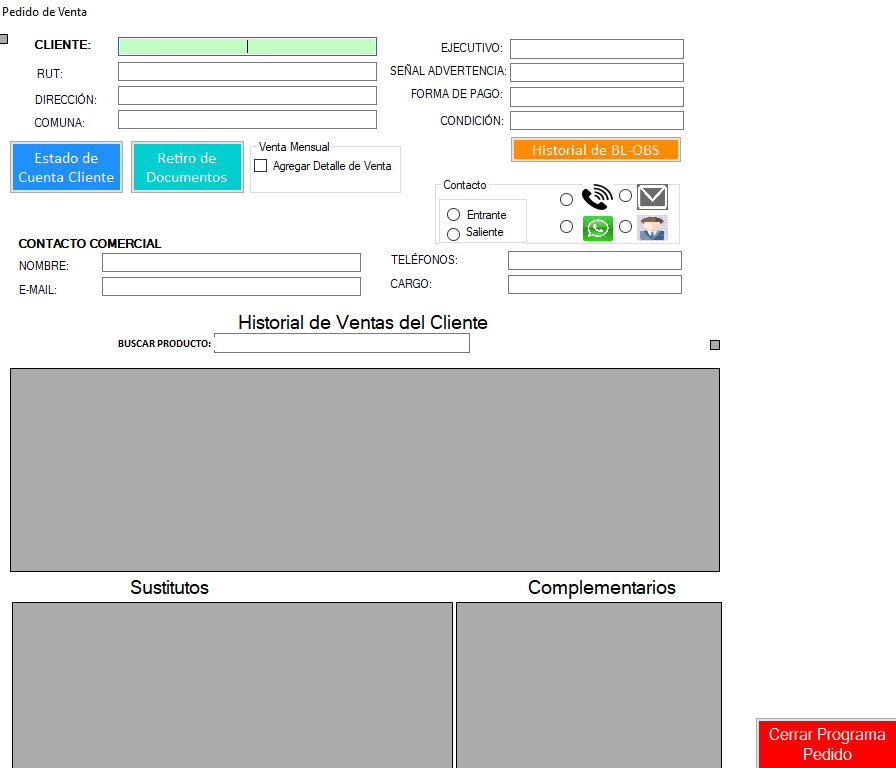 Pedido de Venta
CLIENTE:
EJECUTIVO:
RUT:
SEÑAL ADVERTENCIA:
DIRECCIÓN:
FORMA DE PAGO:
COMUNA:
CONDICIÓN:
Estado de
Cuenta Cliente
Retiro de
Documentos
Venta Mensual
Agregar Detalle de Venta
Historial de BL-OBS
Contacto
Entrante
Saliente
CONTACTO COMERCIAL
NOMBRE:
TELÉFONOS:
E-MAIL:
CARGO:
Historial de Ventas del Cliente
BUSCAR PRODUCTO:
Sustitutos
Complementarios
Cerrar Programa
Pedido